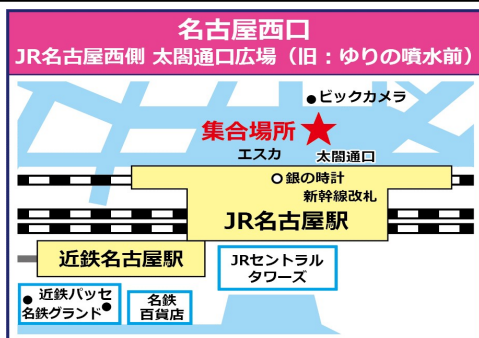 名古屋西口
JR名古屋西側 太閤通口広場（旧：ゆりの噴水前）
ビックカメラ
集合場所
エスカ
太閤通口
銀の時計
新幹線改札
JR名古屋駅
近鉄名古屋駅
JRセントラル
タワーズ
近鉄パッセ
名鉄グランド
名鉄
百貨店